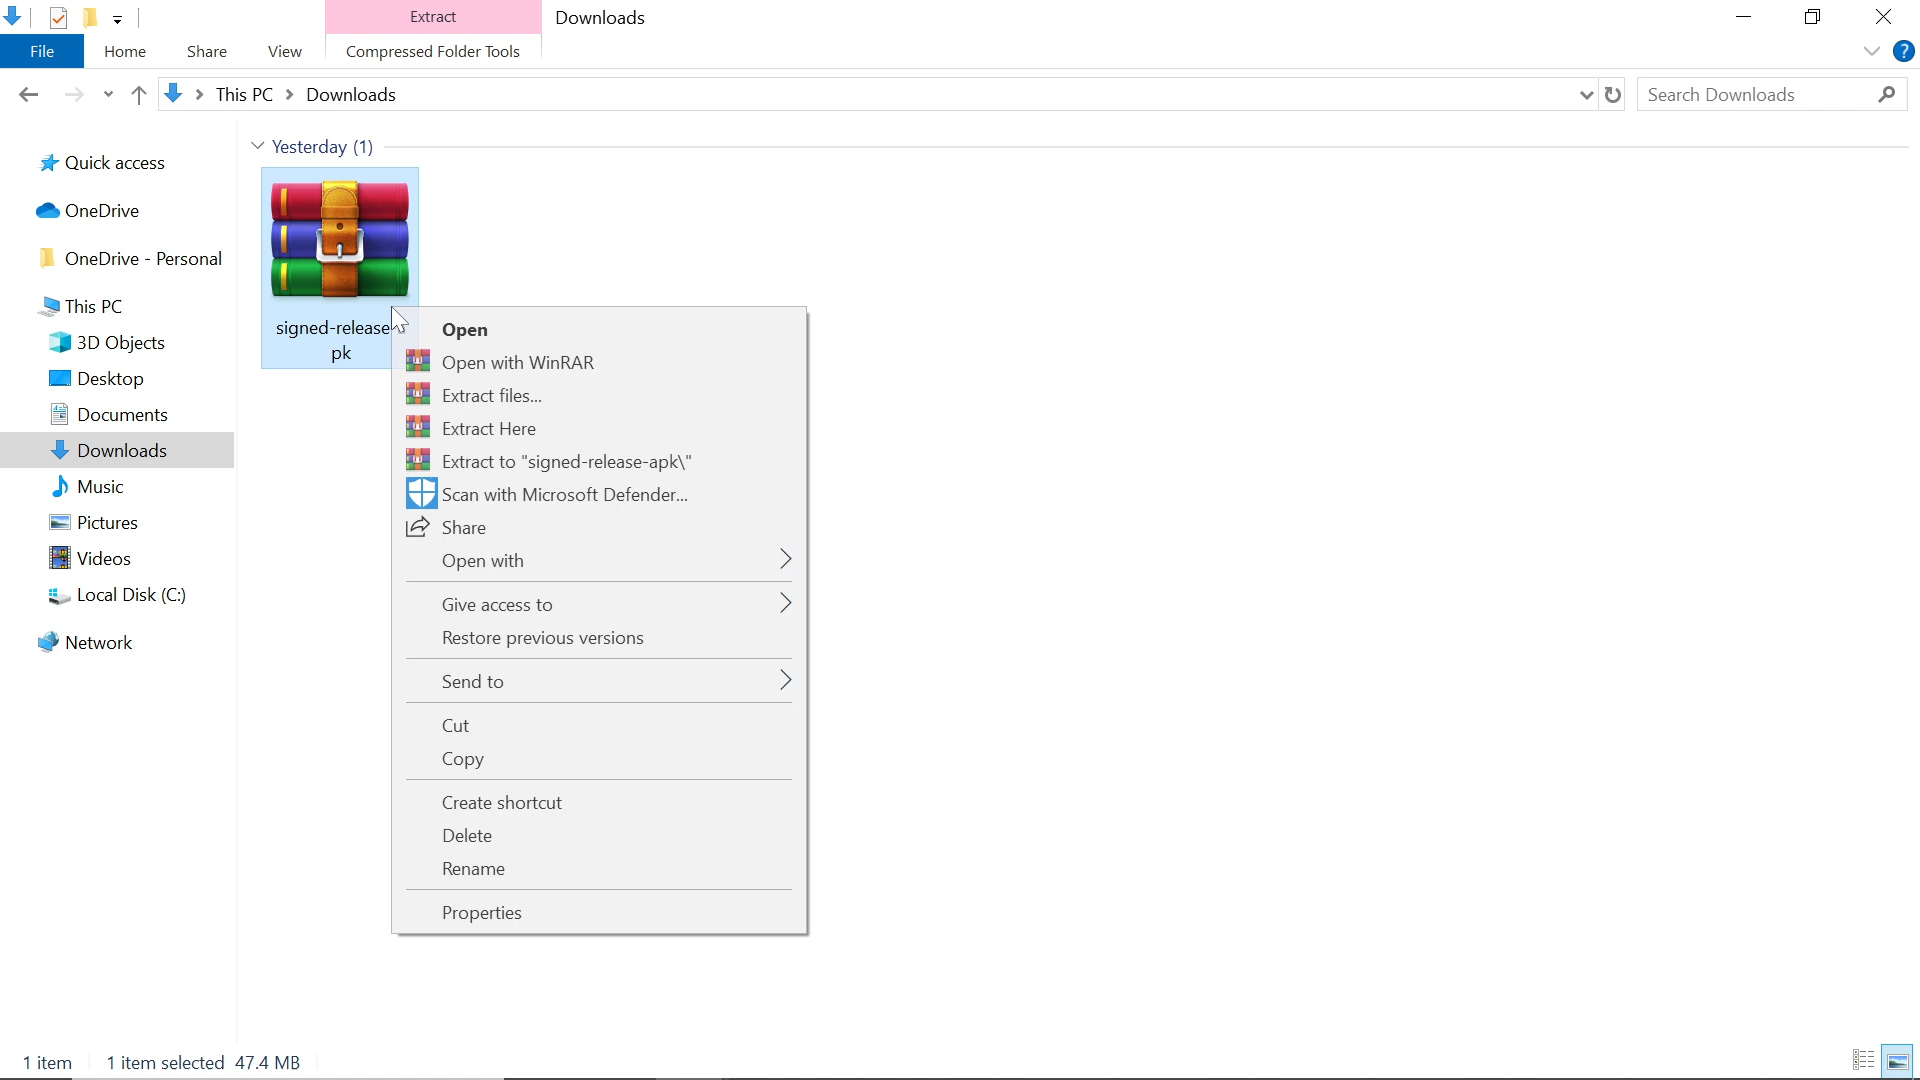 Extract
Downloads
File
Home
Share
View
Compressed Folder Tools
?
This PC
Downloads
Search Downloads
Quick access
OneDrive
OneDrive - Personal
This PC
3D Objects
Desktop
Documents
Downloads
Music
Pictures
Videos
Local Disk (C:)
Network
Yesterday (1)
signed-release
pk
Open
Open with WinRAR
Extract files...
Extract Here
Extract to "signed-release-apk\"
Scan with Microsoft Defender...
Share
Open with
Give access to
Restore previous versions
Send to
Cut
Copy
Create shortcut
Delete
Rename
Properties
1 item
1 item selected 47.4 MB